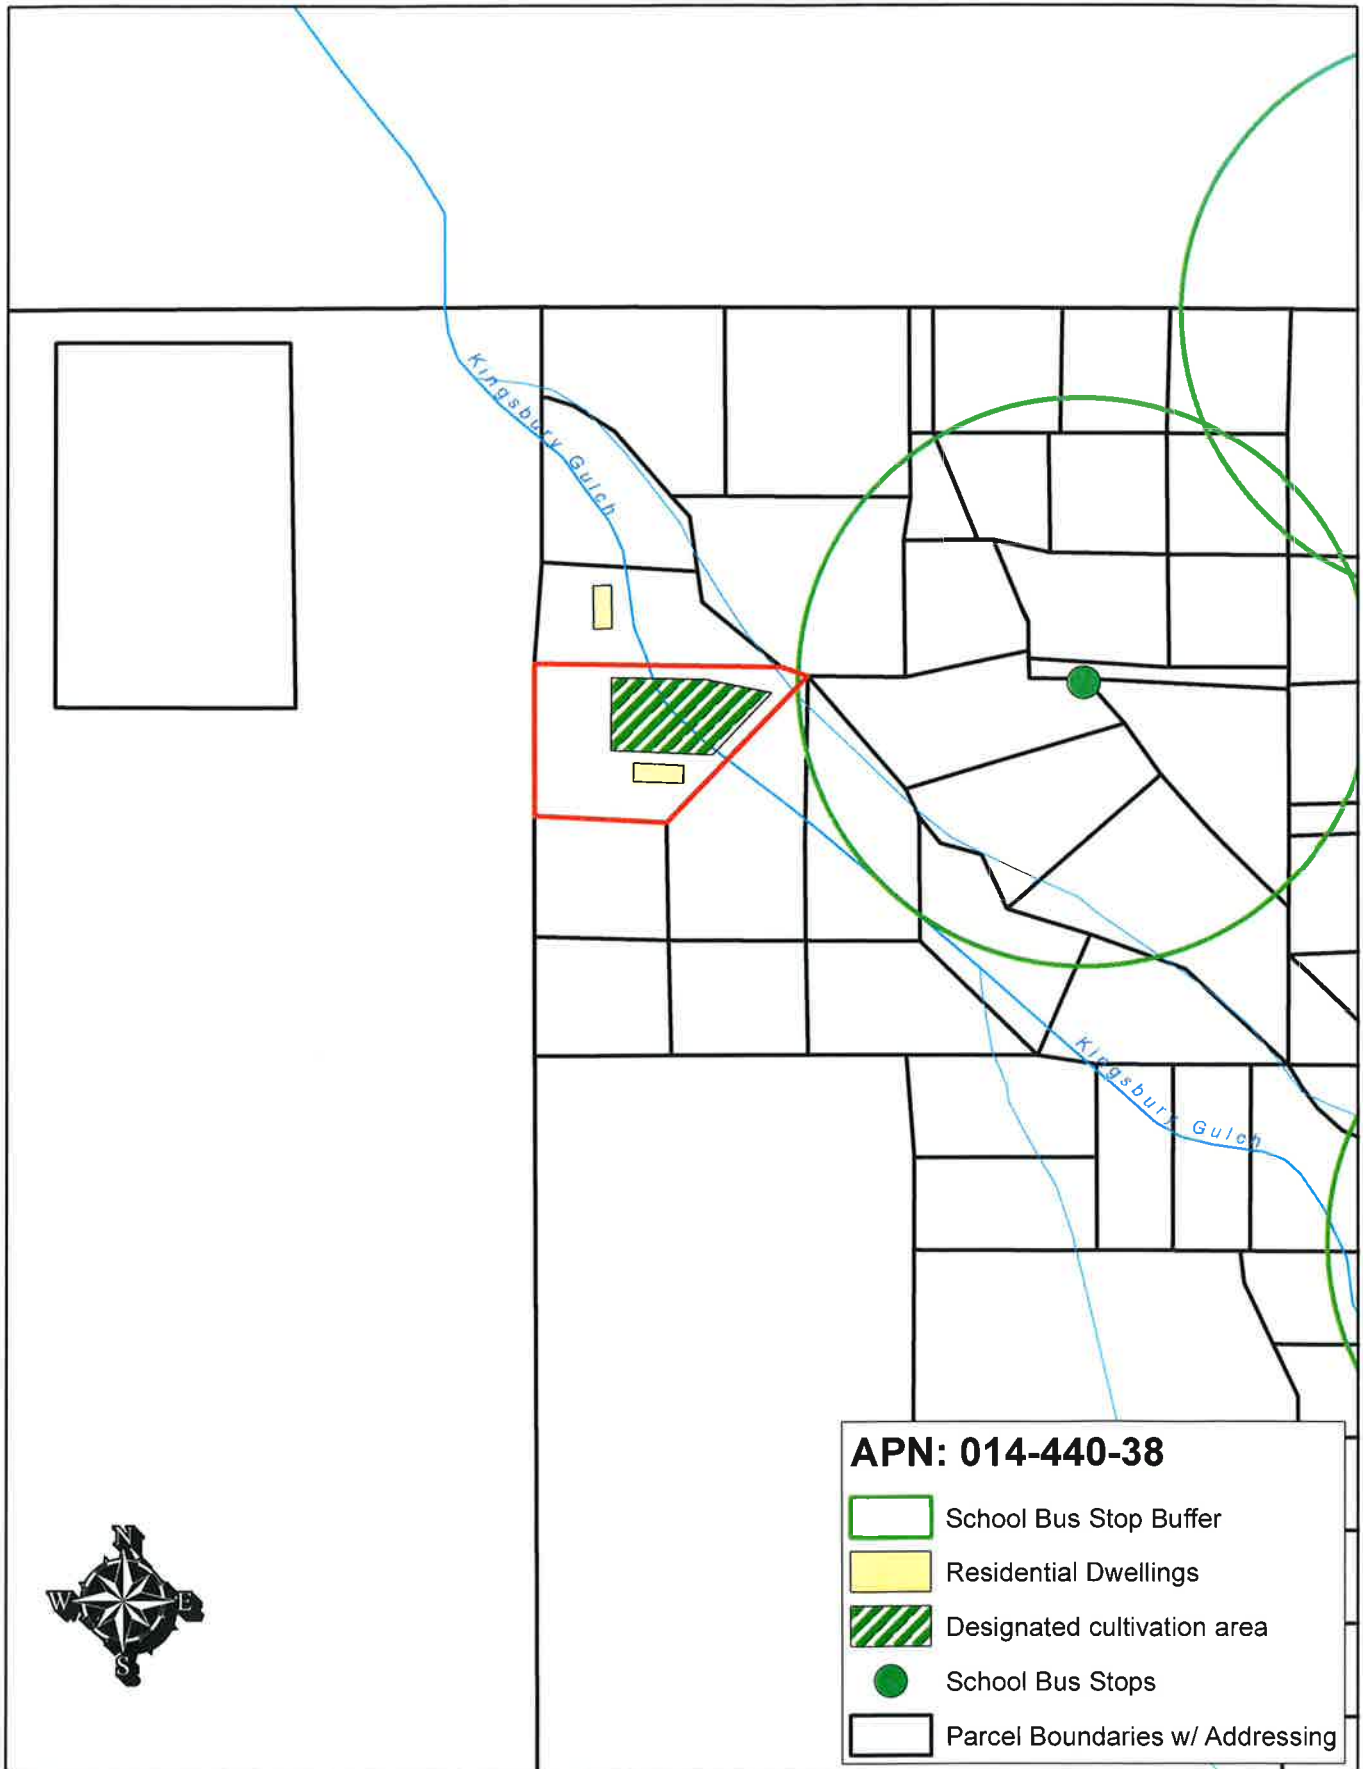 Kingsbury Gulch
Kingsbury Gulch
APN: 014-440-38
School Bus Stop Buffer
Residential Dwellings
Designated cultivation area
School Bus Stops
Parcel Boundaries w/ Addressing
N
W E
S